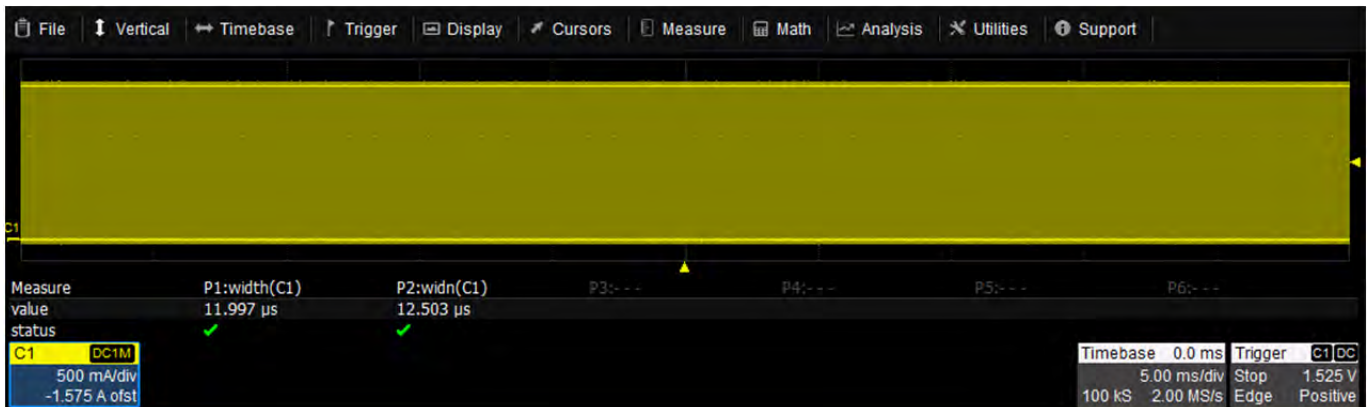 File Vertical Timebase Trigger Display Cursors Measure Math Analysis Utilities Support
C1
Measure P1:width(C1) P2:widn(C1) P3:- - - P4:- - - P5:- - - P6:- - -
value 11.997 µs 12.503 µs
status
C1 DC1M
500 mA/div
-1.575 A ofst
Timebase 0.0 ms
5.00 ms/div
100 kS 2.00 MS/s
Trigger C1 DC
Stop 1.525 V
Edge Positive